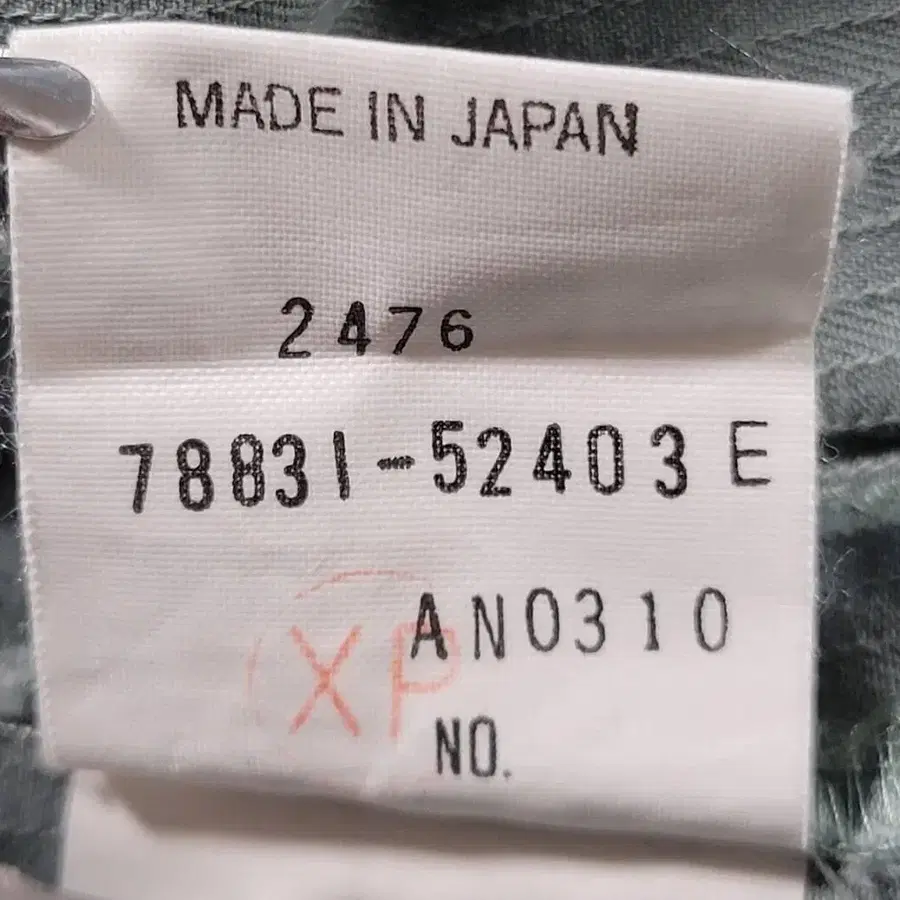 MADE IN JAPAN
2476
78831-52403 E
AN0310
XP
NO.